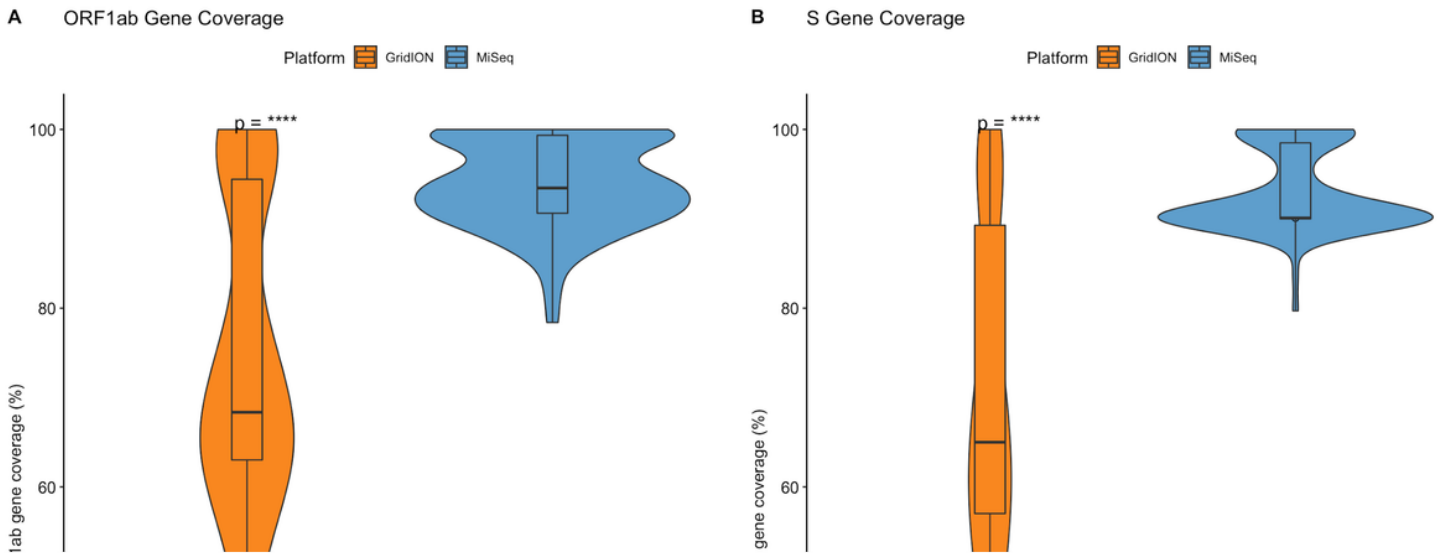 A ORF1ab Gene Coverage
Platform GridION MiSeq
p = ****
100
80
60
1ab gene coverage (%)
B S Gene Coverage
Platform GridION MiSeq
p = ****
100
80
60
gene coverage (%)